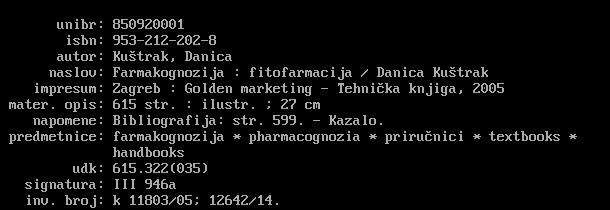 unibr: 850920001
isbn: 953-212-202-8
autor: Kuštrak, Danica
naslov: Farmakognozija : fitofarmacija / Danica Kuštrak
impresum: Zagreb : Golden marketing - Tehnička knjiga, 2005
mater. opis: 615 str. : ilustr. ; 27 cm
napomene: Bibliografija: str. 599. - Kazalo.
predmetnice: farmakognozija * pharmacognozia * priručnici * textbooks *
handbooks
udk: 615.322(035)
signatura: III 946a
inv. broj: k 11803/05; 12642/14.